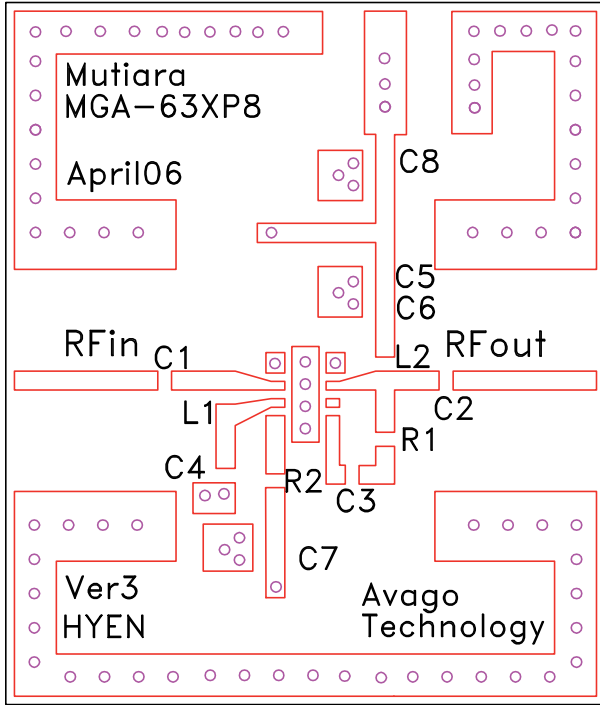 Mutiara
MGA-63XP8
April06
C8
C5
C6
RFin
C1
L2
RFout
L1
C2
R1
C4
R2
C3
C7
Ver3
HYEN
Avago
Technology